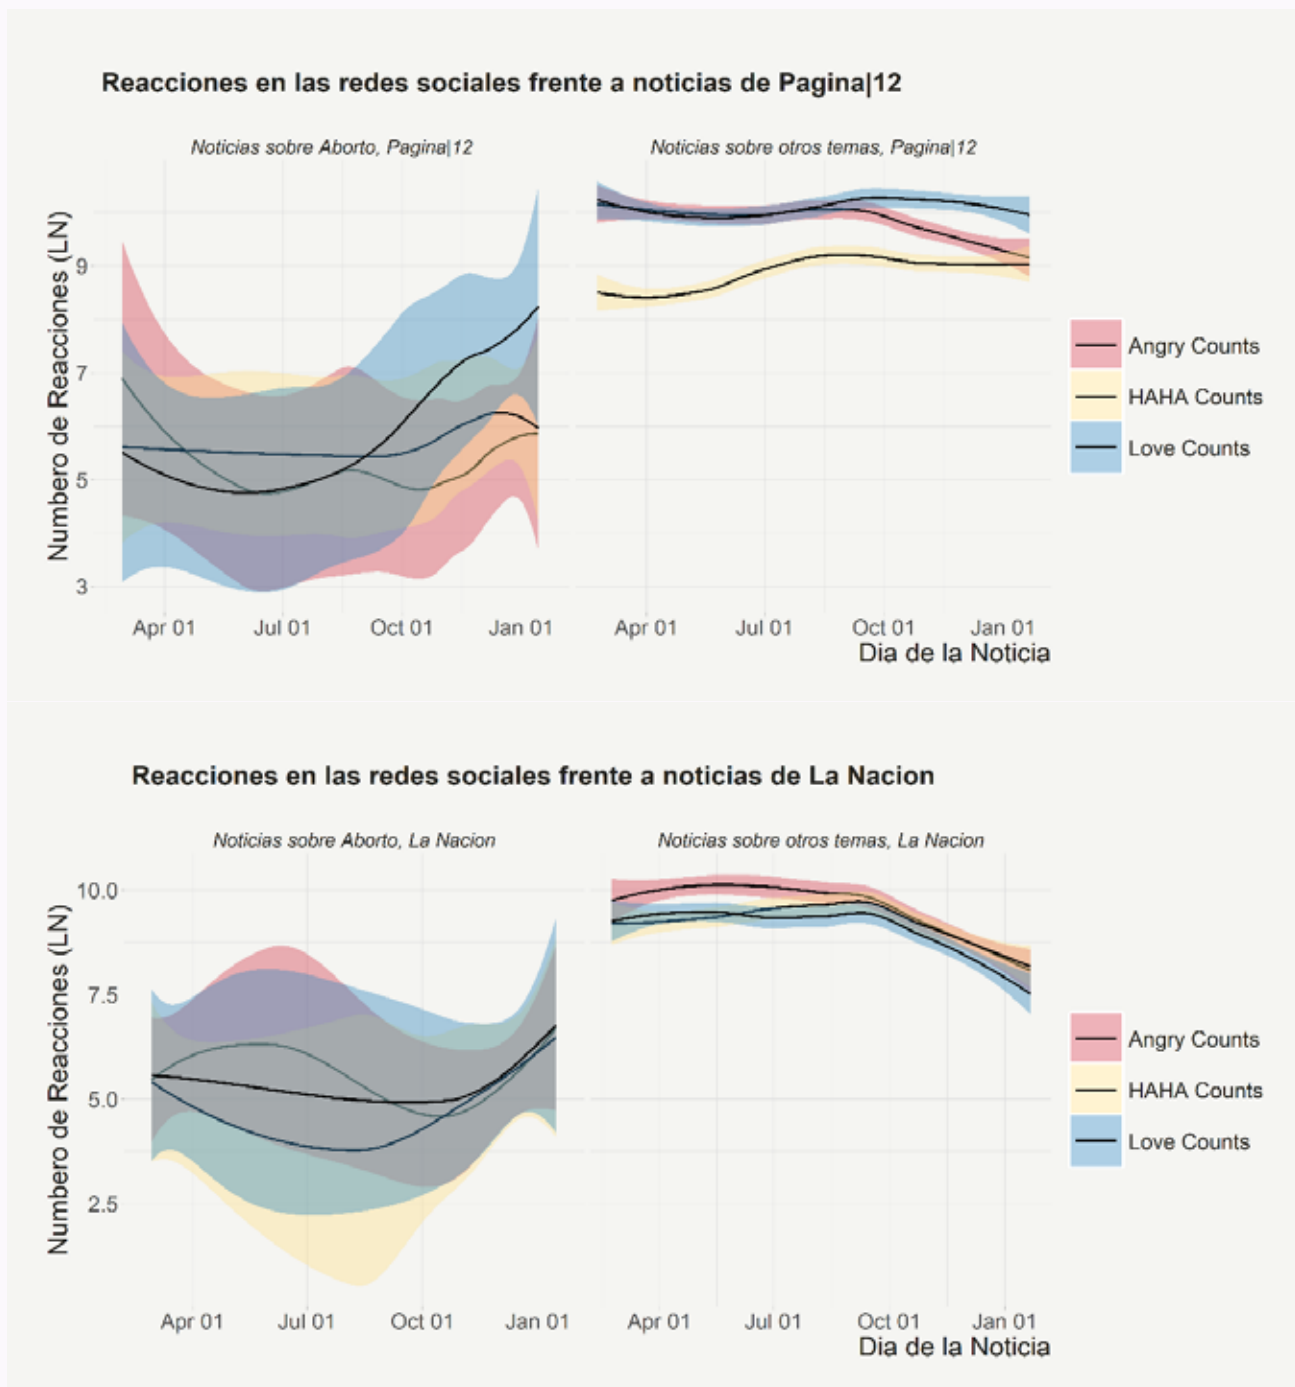 Reacciones en las redes sociales frente a noticias de Pagina|12
Noticias sobre Aborto, Pagina|12
Noticias sobre otros temas, Pagina|12
Numbero de Reacciones (LN)
9
7
5
3
Apr 01 Jul 01 Oct 01 Jan 01
Apr 01 Jul 01 Oct 01 Jan 01
Dia de la Noticia
Angry Counts
HAHA Counts
Love Counts
Reacciones en las redes sociales frente a noticias de La Nacion
Noticias sobre Aborto, La Nacion
Noticias sobre otros temas, La Nacion
Numbero de Reacciones (LN)
10.0
7.5
5.0
2.5
Apr 01 Jul 01 Oct 01 Jan 01
Apr 01 Jul 01 Oct 01 Jan 01
Dia de la Noticia
Angry Counts
HAHA Counts
Love Counts